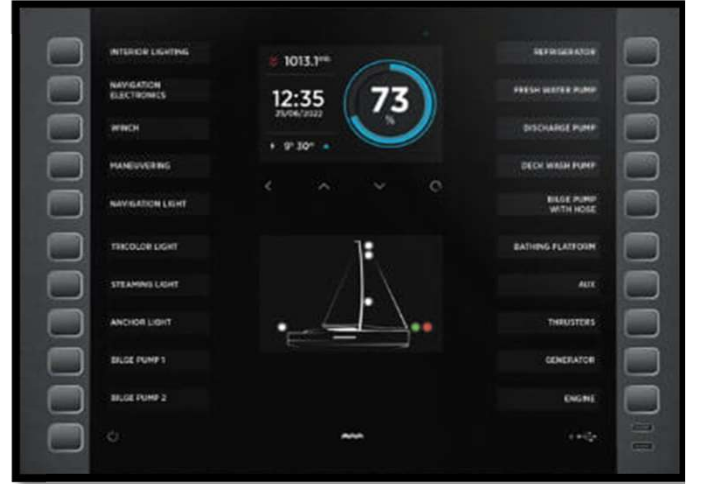 INTERIOR LIGHTING
NAVIGATION
ELECTRONICS
WINCH
MANEUVERING
NAVIGATION LIGHT
TRICOLOR LIGHT
STEAMING LIGHT
ANCHOR LIGHT
BILGE PUMP 1
BILGE PUMP 2
1013.1
12:35
25/06/2022
9° 30°
73
%
REFRIGERATOR
FRESH WATER PUMP
DISCHARGE PUMP
DECK WASH PUMP
BILGE PUMP
WITH HOSE
BATHING PLATFORM
AUX
THRUSTERS
GENERATOR
ENGINE